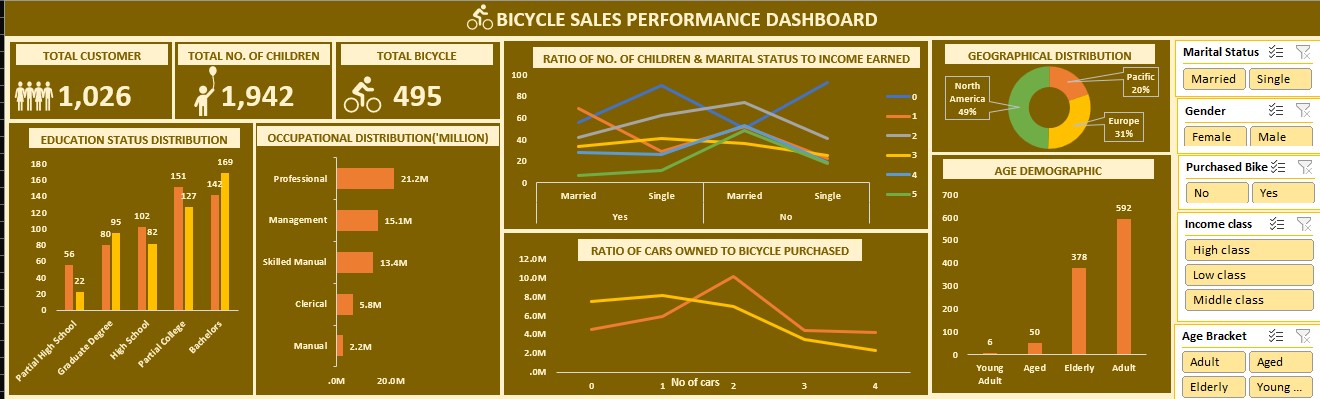 BICYCLE SALES PERFORMANCE DASHBOARD
TOTAL CUSTOMER
1,026
TOTAL NO. OF CHILDREN
1,942
TOTAL BICYCLE
495
EDUCATION STATUS DISTRIBUTION
180
160
140
120
100
80
60
40
20
0
56
22
80
95
102
82
151
127
142
169
Partial High School
Graduate Degree
High School
Partial College
Bachelors
OCCUPATIONAL DISTRIBUTION('MILLION)
Professional
21.2M
Management
15.1M
Skilled Manual
13.4M
Clerical
5.8M
Manual
2.2M
.0M
20.0M
RATIO OF NO. OF CHILDREN & MARITAL STATUS TO INCOME EARNED
100
80
60
40
20
0
Married
Single
Married
Single
Yes
No
0
1
2
3
4
5
RATIO OF CARS OWNED TO BICYCLE PURCHASED
12.0M
10.0M
8.0M
6.0M
4.0M
2.0M
.0M
0
1
2
3
4
No of cars
GEOGRAPHICAL DISTRIBUTION
North
America
49%
Pacific
20%
Europe
31%
AGE DEMOGRAPHIC
700
600
500
400
300
200
100
0
6
50
378
592
Young
Adult
Aged
Elderly
Adult
Marital Status
Married
Single
Gender
Female
Male
Purchased Bike
No
Yes
Income class
High class
Low class
Middle class
Age Bracket
Adult
Aged
Elderly
Young ...